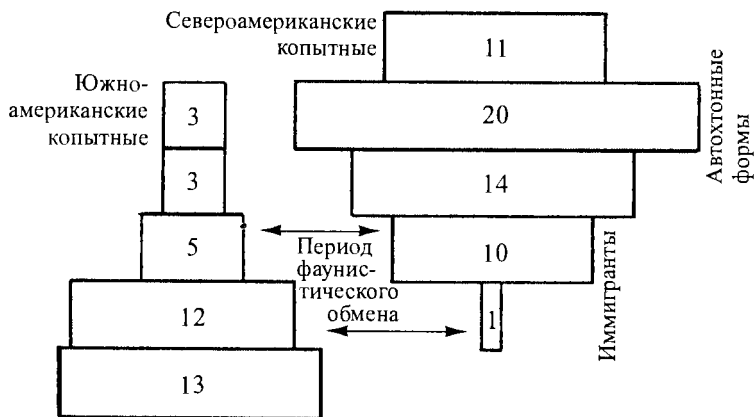 Североамериканские
копытные
11
Южно-
американские
копытные
3
20
3
14
5
Период
фаунис-
тического
обмена
10
12
1
13
Автохтонные
формы
Иммигранты